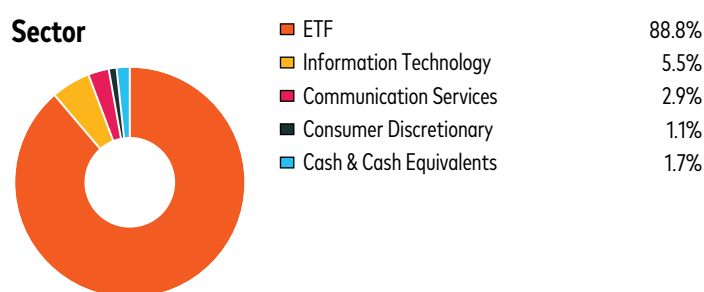 Sector
ETF 88.8%
Information Technology 5.5%
Communication Services 2.9%
Consumer Discretionary 1.1%
Cash & Cash Equivalents 1.7%